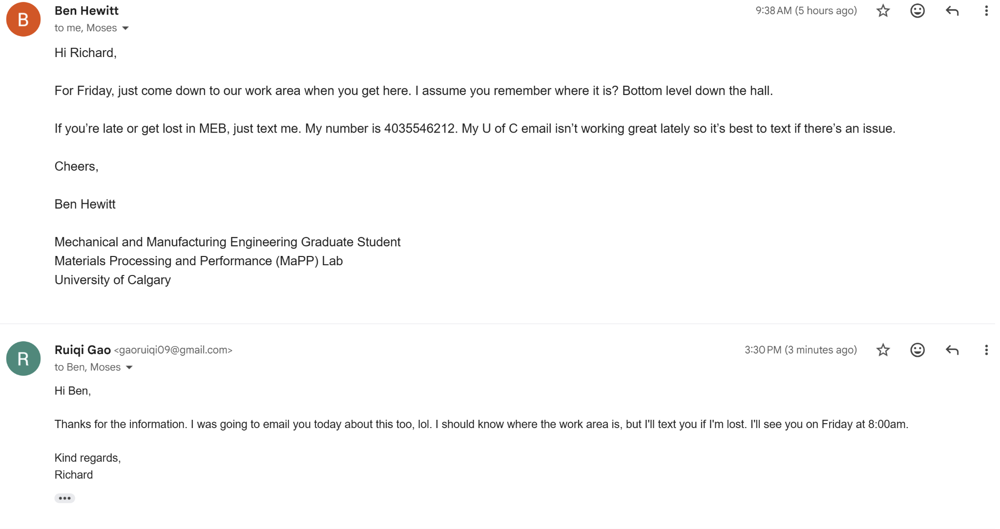 B
Ben Hewitt
9:38 AM (5 hours ago)
to me, Moses
Hi Richard,
For Friday, just come down to our work area when you get here. I assume you remember where it is? Bottom level down the hall.
If you’re late or get lost in MEB, just text me. My number is 4035546212. My U of C email isn’t working great lately so it’s best to text if there’s an issue.
Cheers,
Ben Hewitt
Mechanical and Manufacturing Engineering Graduate Student
Materials Processing and Performance (MaPP) Lab
University of Calgary
R
Ruiqi Gao <gaoruiqi09@gmail.com>
3:30 PM (3 minutes ago)
to Ben, Moses
Hi Ben,
Thanks for the information. I was going to email you today about this too, lol. I should know where the work area is, but I'll text you if I'm lost. I'll see you on Friday at 8:00am.
Kind regards,
Richard